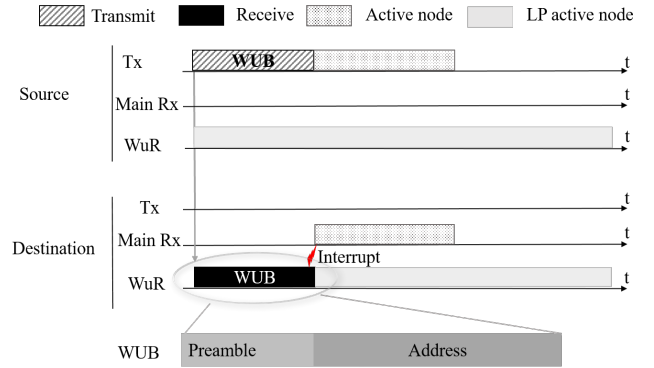 Transmit Receive Active node LP active node
Tx WUB t
Source Main Rx t
WuR t
Tx t
Destination Main Rx t
Interrupt
WuR WUB t
WUB Preamble Address